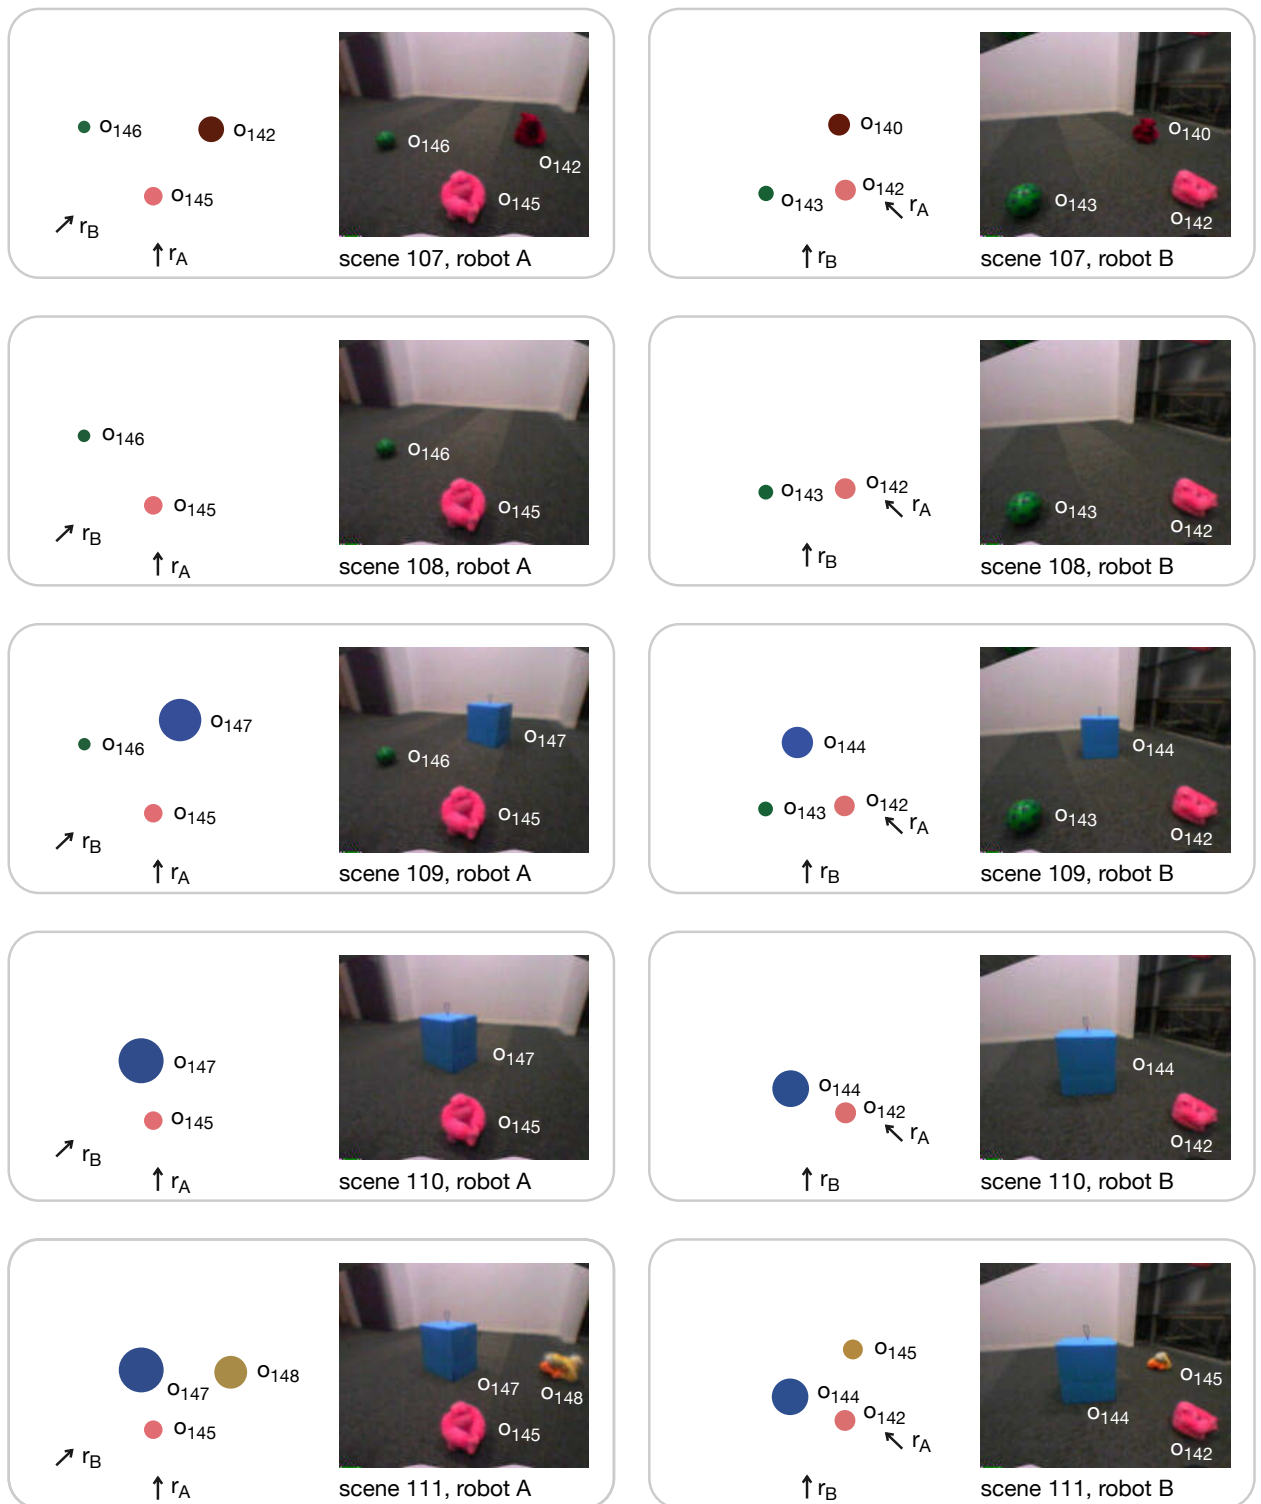 o146
o142
o145
rB
rA
o146
o142
o145
scene 107, robot A
o140
o142
o143
rA
rB
o140
o143
o142
scene 107, robot B
o146
o145
rB
rA
o146
o145
scene 108, robot A
o143
o142
rA
rB
o143
o142
scene 108, robot B
o147
o146
o145
rB
rA
o147
o146
o145
scene 109, robot A
o144
o143
o142
rA
rB
o144
o143
o142
scene 109, robot B
o147
o145
rB
rA
o147
o145
scene 110, robot A
o144
o142
rA
rB
o144
o142
scene 110, robot B
o148
o147
o145
rB
rA
o147
o148
o145
scene 111, robot A
o145
o144
o142
rA
rB
o145
o144
o142
scene 111, robot B